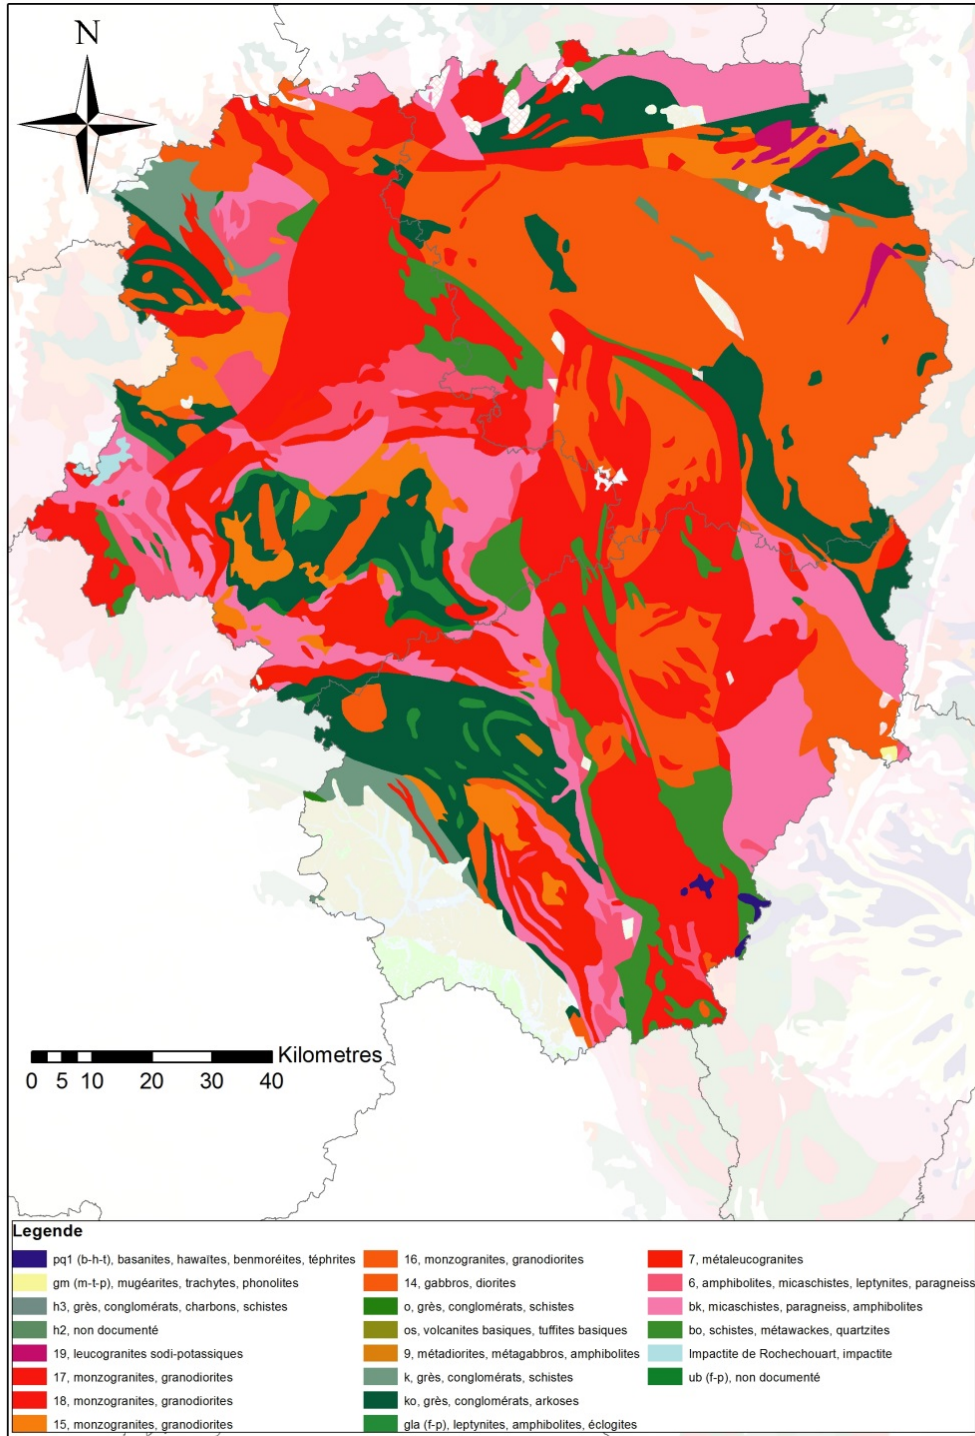 N
Kilometres
0 5 10 20 30 40
Legende
pq1 (b-h-t), basanites, hawaïtes, benmoréites, téphrites
gm (m-t-p), mugéarites, trachytes, phonolites
h3, grès, conglomérats, charbons, schistes
h2, non documenté
19, leucogranites sodi-potassiques
17, monzogranites, granodiorites
18, monzogranites, granodiorites
15, monzogranites, granodiorites
16, monzogranites, granodiorites
14, gabbros, diorites
o, grès, conglomérats, schistes
os, volcanites basiques, tuffites basiques
9, métadiorites, métagabbros, amphibolites
k, grès, conglomérats, schistes
ko, grès, conglomérats, arkoses
gla (f-p), leptynites, amphibolites, éclogites
7, métaleucogranites
6, amphibolites, micaschistes, leptynites, paragneiss
bk, micaschistes, paragneiss, amphibolites
bo, schistes, métawackes, quartzites
Impactite de Rochechouart, impactite
ub (f-p), non documenté